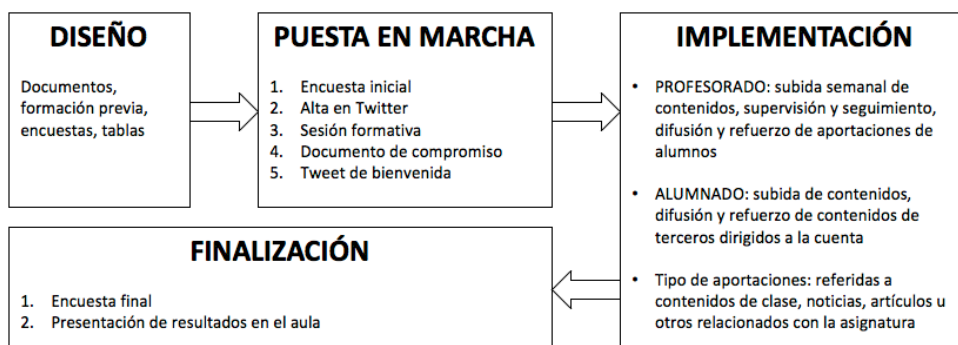 DISEÑO
Documentos,
formación previa,
encuestas, tablas
PUESTA EN MARCHA
1. Encuesta inicial
2. Alta en Twitter
3. Sesión formativa
4. Documento de compromiso
5. Tweet de bienvenida
IMPLEMENTACIÓN
• PROFESORADO: subida semanal de
contenidos, supervisión y seguimiento,
difusión y refuerzo de aportaciones de
alumnos
• ALUMNADO: subida de contenidos,
difusión y refuerzo de contenidos de
terceros dirigidos a la cuenta
• Tipo de aportaciones: referidas a
contenidos de clase, noticias, artículos u
otros relacionados con la asignatura
FINALIZACIÓN
1. Encuesta final
2. Presentación de resultados en el aula